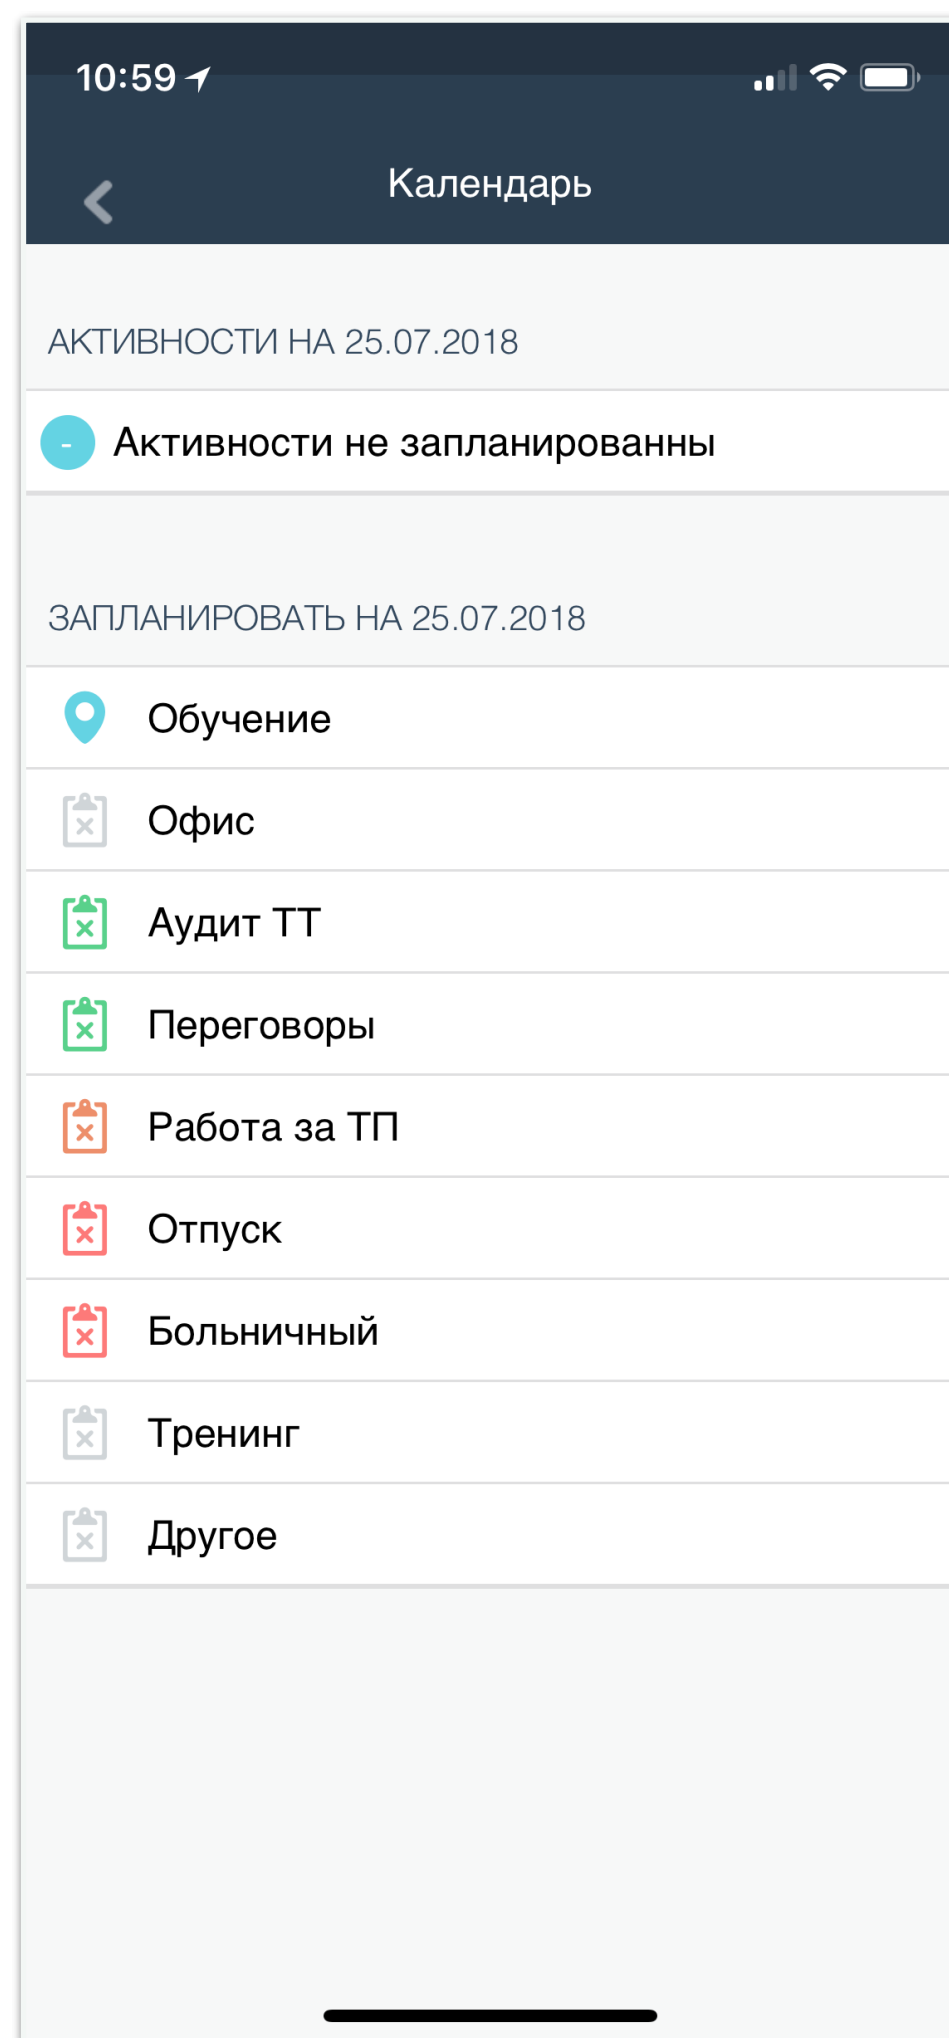 10:59
Календарь
АКТИВНОСТИ НА 25.07.2018
- Активности не запланированны
ЗАПЛАНИРОВАТЬ НА 25.07.2018
Обучение
Офис
Аудит ТТ
Переговоры
Работа за ТП
Отпуск
Больничный
Тренинг
Другое